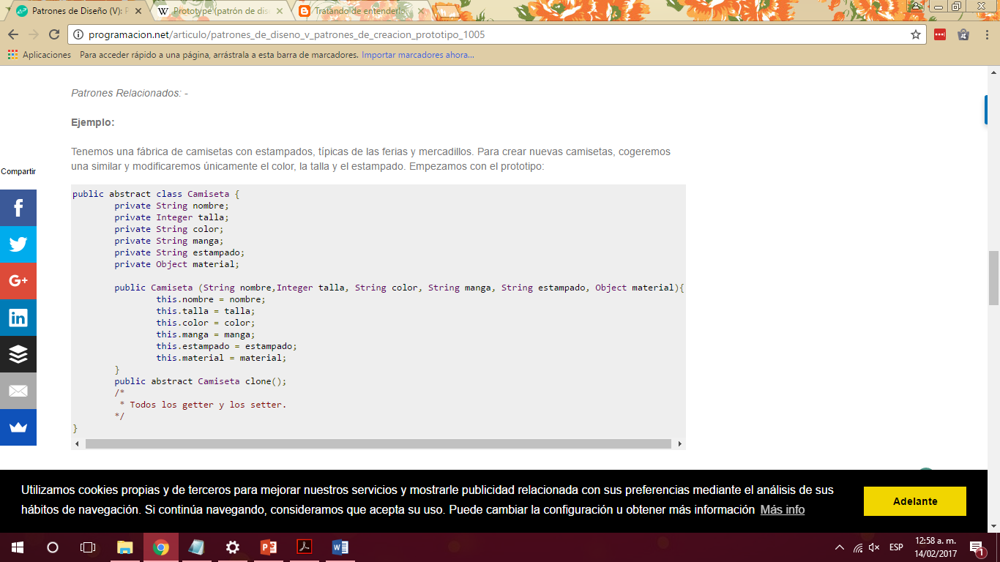 Patrones de Diseño (V): P
Prototype (patrón de dis
Tratando de entenderlo
programacion.net/articulo/patrones_de_diseno_v_patrones_de_creacion_prototipo_1005
Aplicaciones Para acceder rápido a una página, arrástrala a esta barra de marcadores. Importar marcadores ahora...
Patrones Relacionados: -
Ejemplo:
Tenemos una fábrica de camisetas con estampados, típicas de las ferias y mercadillos. Para crear nuevas camisetas, cogeremos
una similar y modificaremos únicamente el color, la talla y el estampado. Empezamos con el prototipo:
Compartir
public abstract class Camiseta {
private String nombre;
private Integer talla;
private String color;
private String manga;
private String estampado;
private Object material;
public Camiseta (String nombre,Integer talla, String color, String manga, String estampado, Object material){
this.nombre = nombre;
this.talla = talla;
this.color = color;
this.manga = manga;
this.estampado = estampado;
this.material = material;
}
public abstract Camiseta clone();
/*
* Todos los getter y los setter.
*/
}
Utilizamos cookies propias y de terceros para mejorar nuestros servicios y mostrarle publicidad relacionada con sus preferencias mediante el análisis de sus
hábitos de navegación. Si continúa navegando, consideramos que acepta su uso. Puede cambiar la configuración u obtener más información Más info
Adelante
ESP
12:58 a. m.
14/02/2017
1